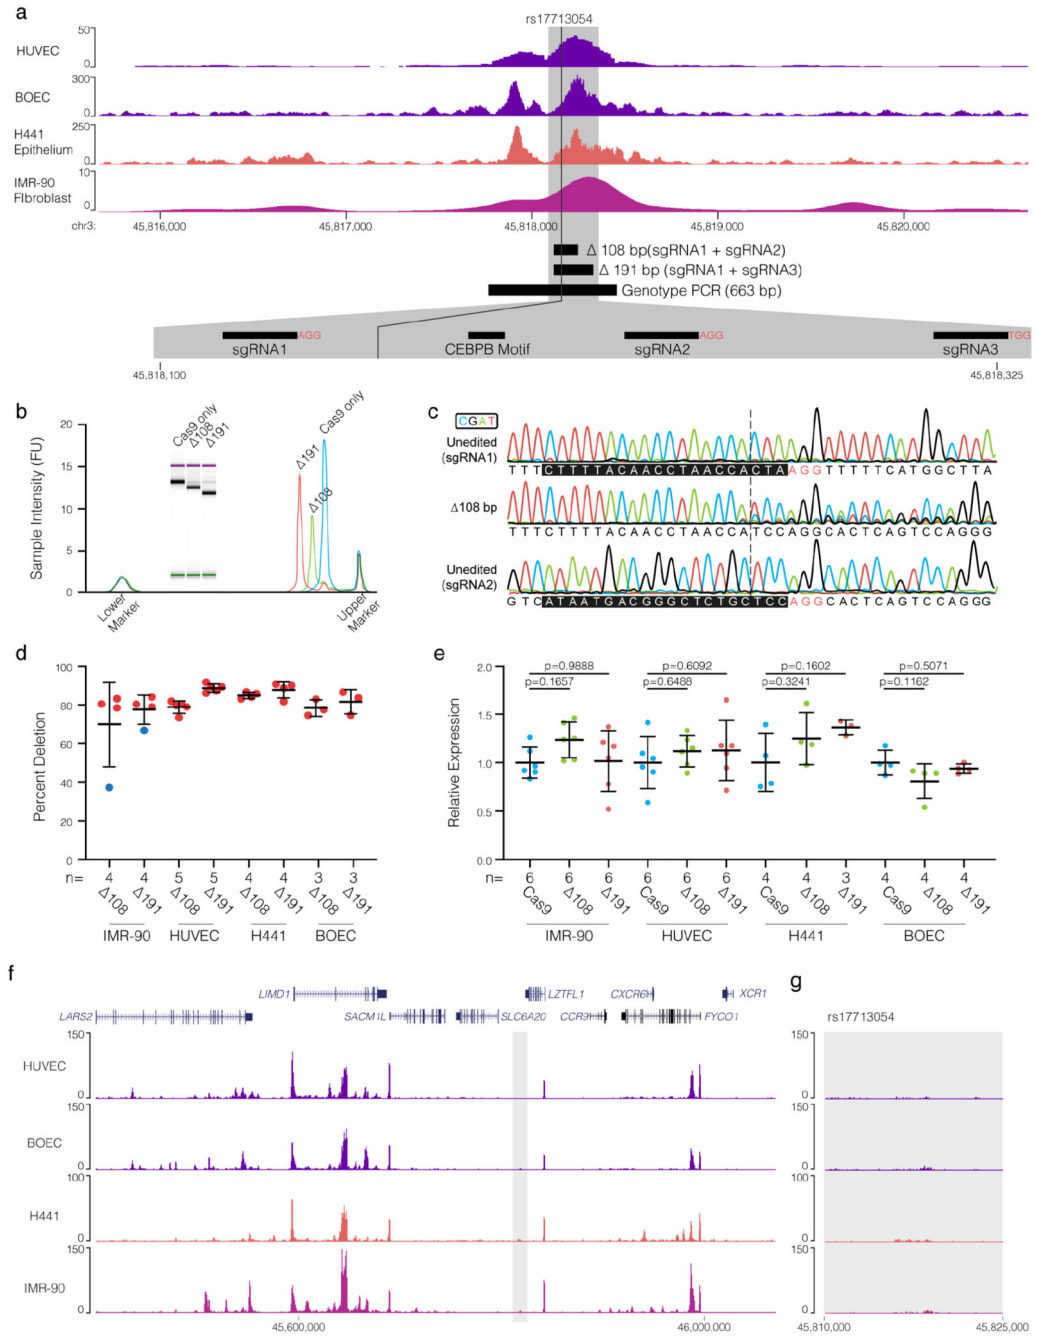 a
rs17713054
HUVEC
50
0
BOEC
300
0
H441
Epithelium
250
0
IMR-90
FIbroblast
10
0
chr3:
45,816,000 45,817,000 45,818,000 45,819,000 45,820,000
Δ 108 bp(sgRNA1 + sgRNA2)
Δ 191 bp (sgRNA1 + sgRNA3)
Genotype PCR (663 bp)
AGG AGG TGG
sgRNA1 CEBPB Motif sgRNA2 sgRNA3
45,818,100 45,818,325
b
Sample Intensity (FU)
20
15
10
5
0
Cas9 only
Δ108
Δ191
Δ191
Δ108
Cas9 only
Lower
Marker
Upper
Marker
c
CGAT
Unedited
(sgRNA1)
TTTCTTTTACAACCTAACCACTAAGGTTTTTCATGGCTTA
Δ108 bp
TTTCTTTTACAACCTAACCATCCAGGCACTCAGTCCAGGG
Unedited
(sgRNA2)
GTCATAATGACGGGCTCTGCTCCAGGCACTCAGTCCAGGG
d
Percent Deletion
100
80
60
40
20
0
n= 4 4 5 5 4 4 3 3
Δ108 Δ191 Δ108 Δ191 Δ108 Δ191 Δ108 Δ191
IMR-90 HUVEC H441 BOEC
e
Relative Expression
2.0
1.5
1.0
0.5
0.0
p=0.9888 p=0.6092 p=0.1602 p=0.5071
p=0.1657 p=0.6488 p=0.3241 p=0.1162
n= 6 6 6 6 6 6 4 4 3 4 4 4
Cas9 Δ108 Δ191 Cas9 Δ108 Δ191 Cas9 Δ108 Δ191 Cas9 Δ108 Δ191
IMR-90 HUVEC H441 BOEC
f
LIMD1 LZTFL1 CXCR6 XCR1
LARS2 SACM1L SLC6A20 CCR9 FYCO1
HUVEC
150
0
BOEC
150
0
H441
100
0
IMR-90
150
0
45,600,000 46,000,000
g
rs17713054
150
0
150
0
100
0
150
0
45,810,000 45,825,000